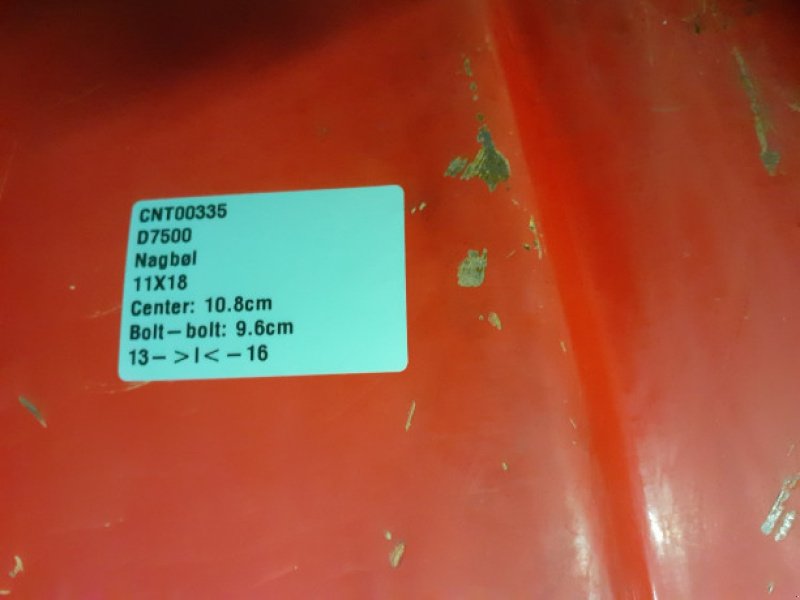 CNT00335
D7500
Nagbøl
11X18
Center: 10.8cm
Bolt-bolt: 9.6cm
13- >I< -16